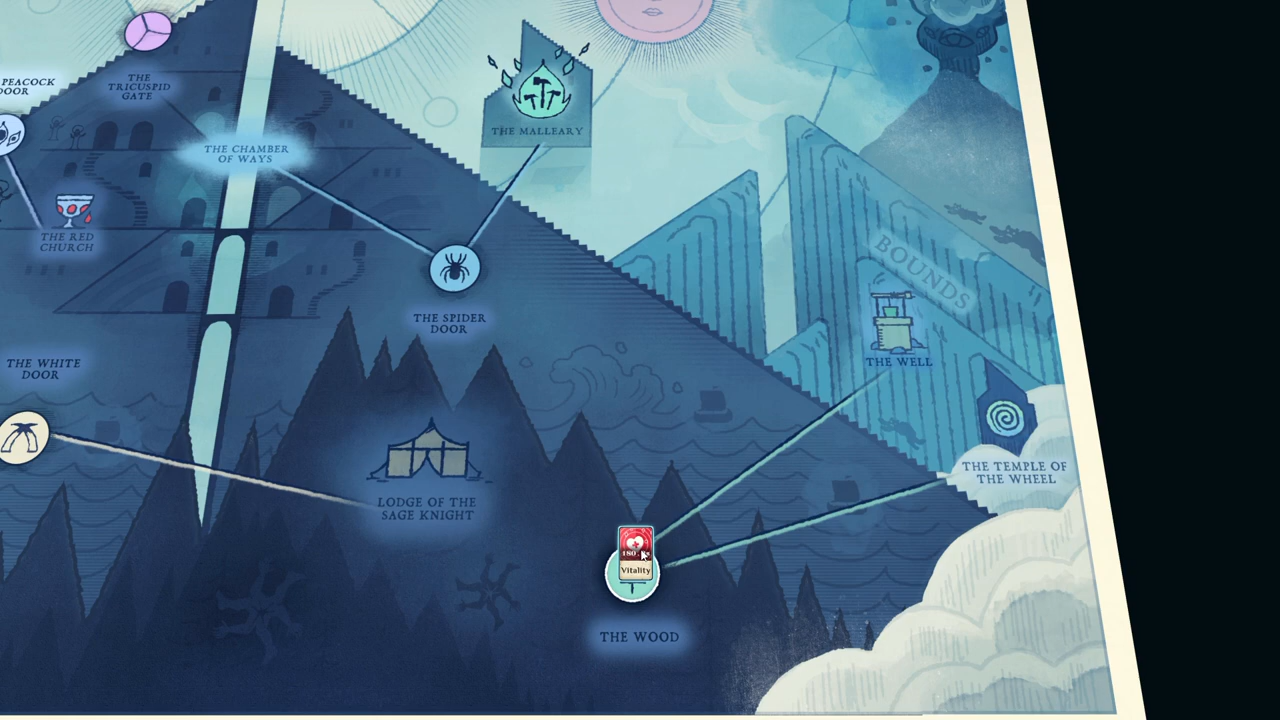 PEACOCK
DOOR
THE
TRICUSPID
GATE
THE MALLEARY
THE CHAMBER
OF WAYS
THE RED
CHURCH
BOUNDS
THE SPIDER
DOOR
THE WELL
THE WHITE
DOOR
THE TEMPLE OF
THE WHEEL
LODGE OF THE
SAGE KNIGHT
Vitality
THE WOOD